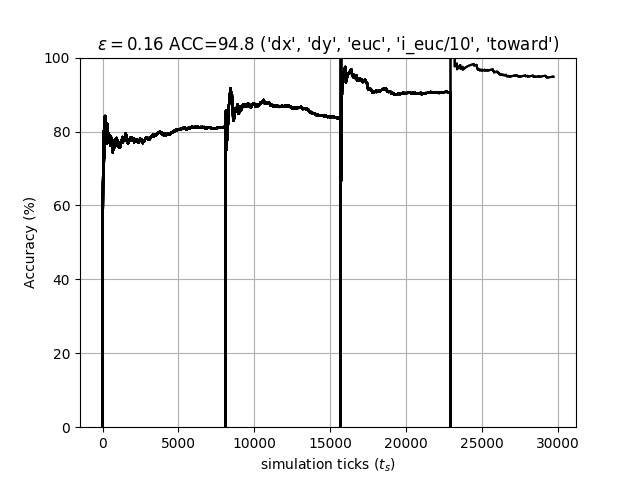 ε = 0.16 ACC=94.8 ('dx', 'dy', 'euc', 'i_euc/10', 'toward')
100
80
60
40
20
0
Accuracy (%)
0 5000 10000 15000 20000 25000 30000
simulation ticks (t_s)